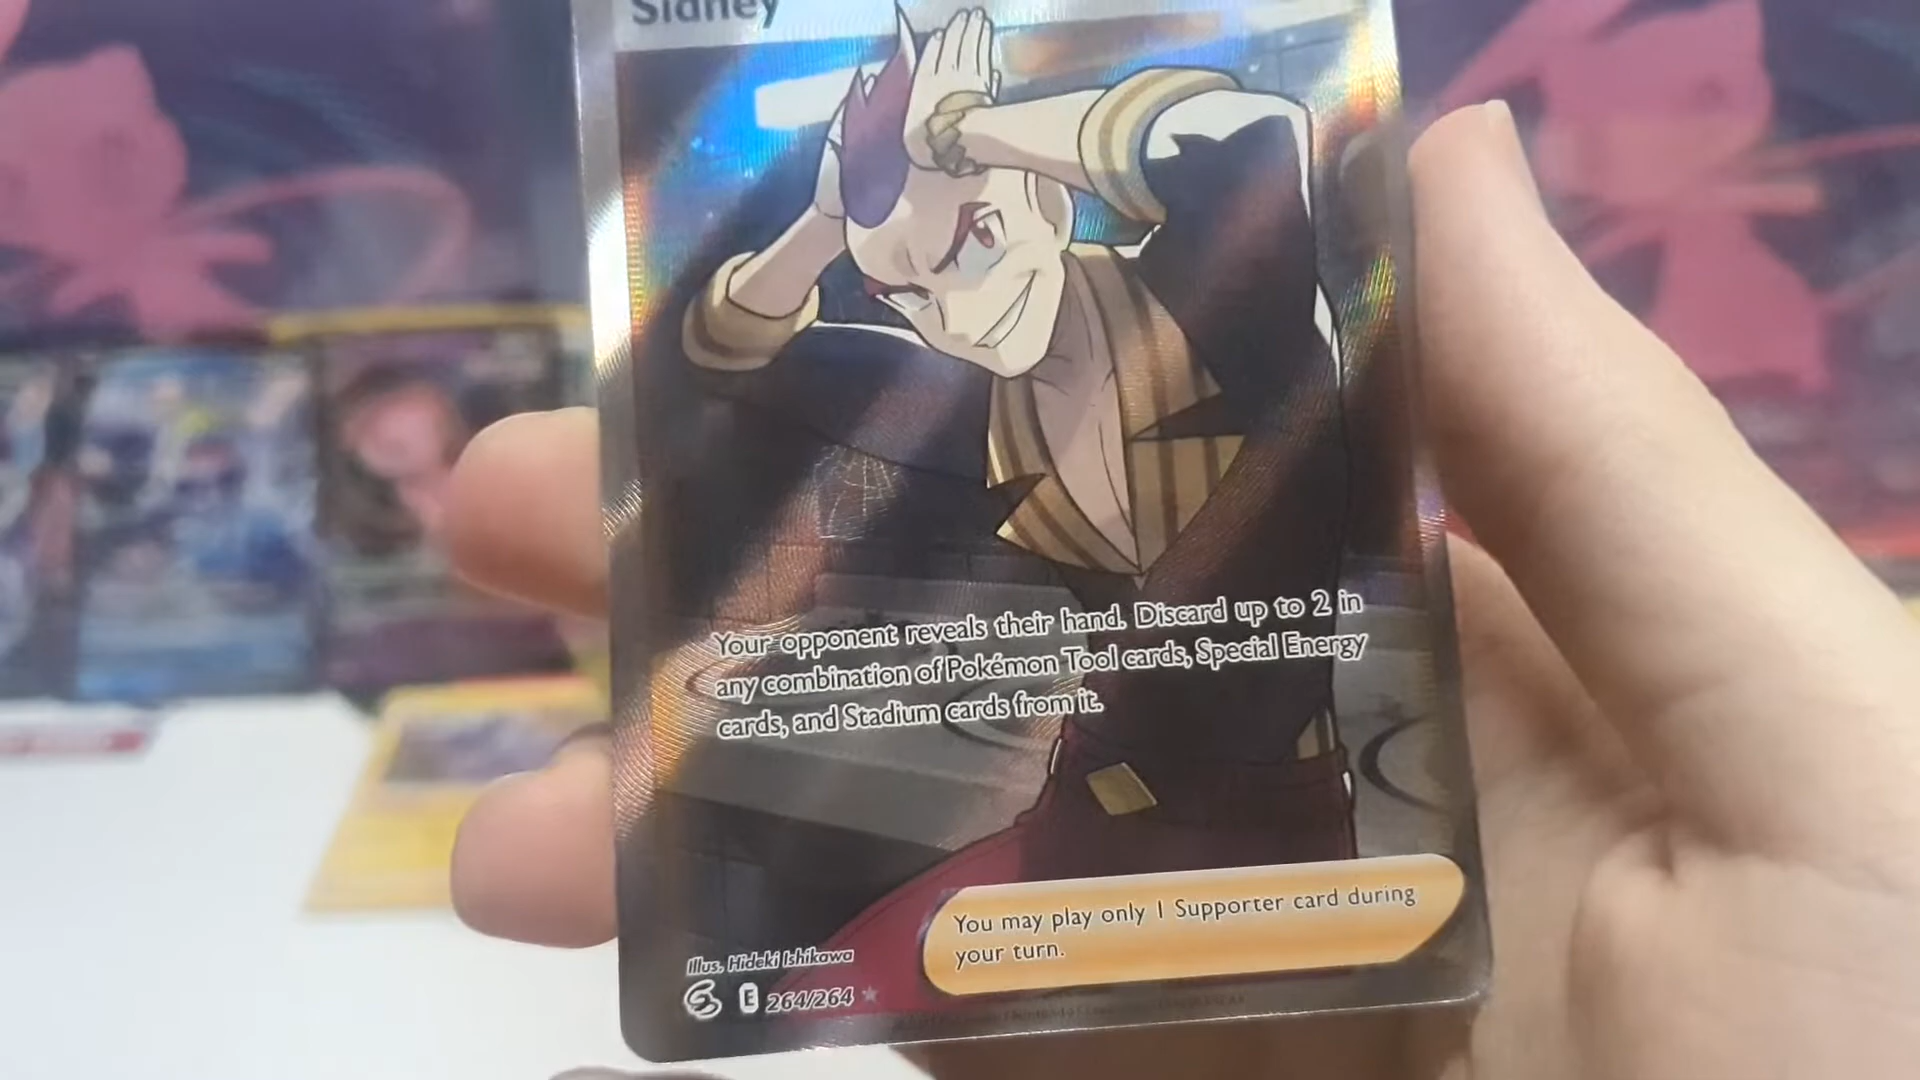 Sidney
Your opponent reveals their hand. Discard up to 2 in
any combination of Pokémon Tool cards, Special Energy
cards, and Stadium cards from it.
You may play only 1 Supporter card during
your turn.
Illus. Hideki Ishikawa
E 264/264